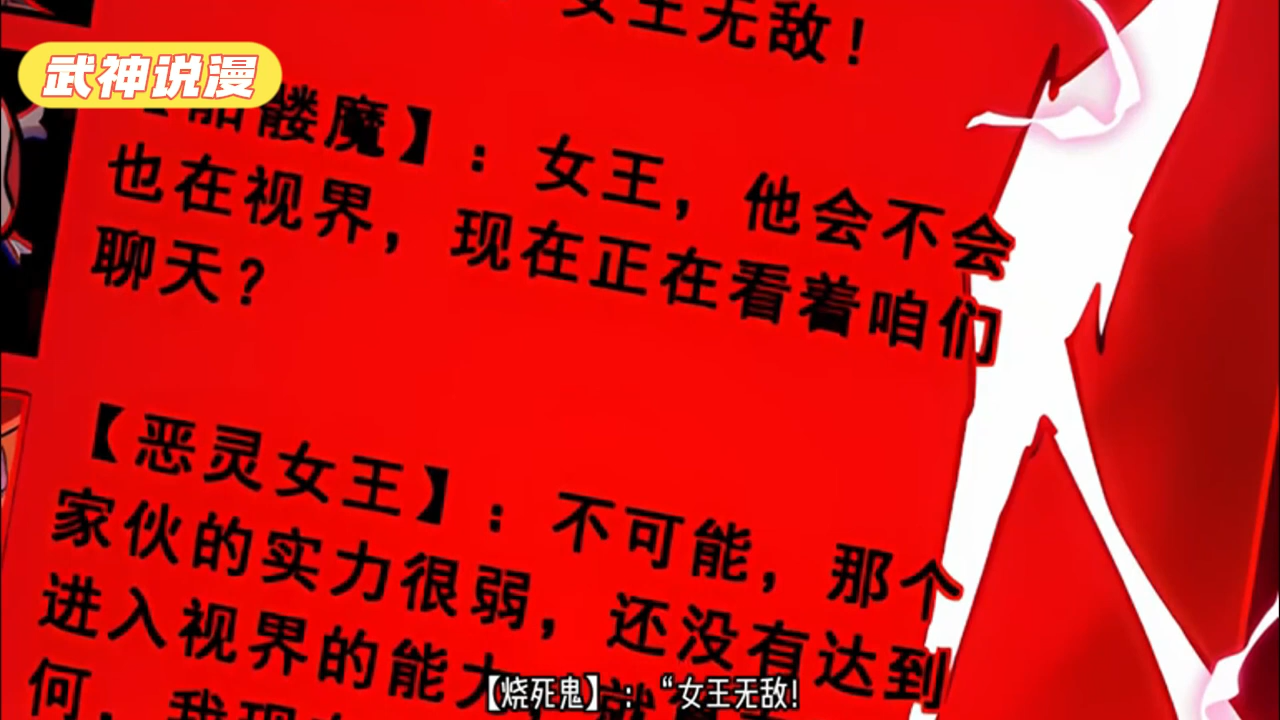 女王无敌！
武神说漫
髅魔】：女王，他会不会
也在视界，现在正在看着咱们
聊天？
【恶灵女王】：不可能，那个
家伙的实力很弱，还没有达到
进入视界的能力
何，我现
【烧死鬼】：“女王无敌！